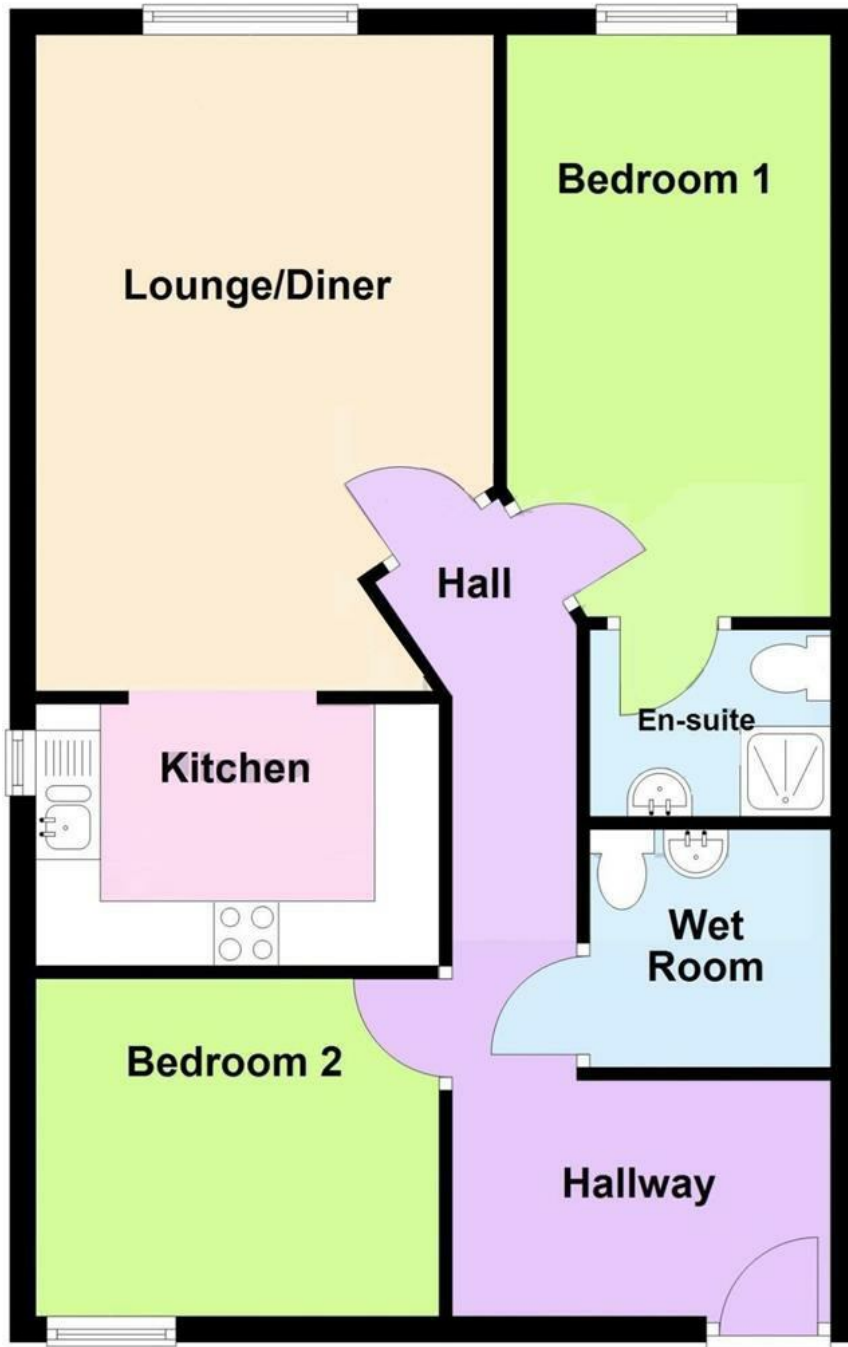 Bedroom 1
Lounge/Diner
Hall
En-suite
Kitchen
Wet
Room
Bedroom 2
Hallway